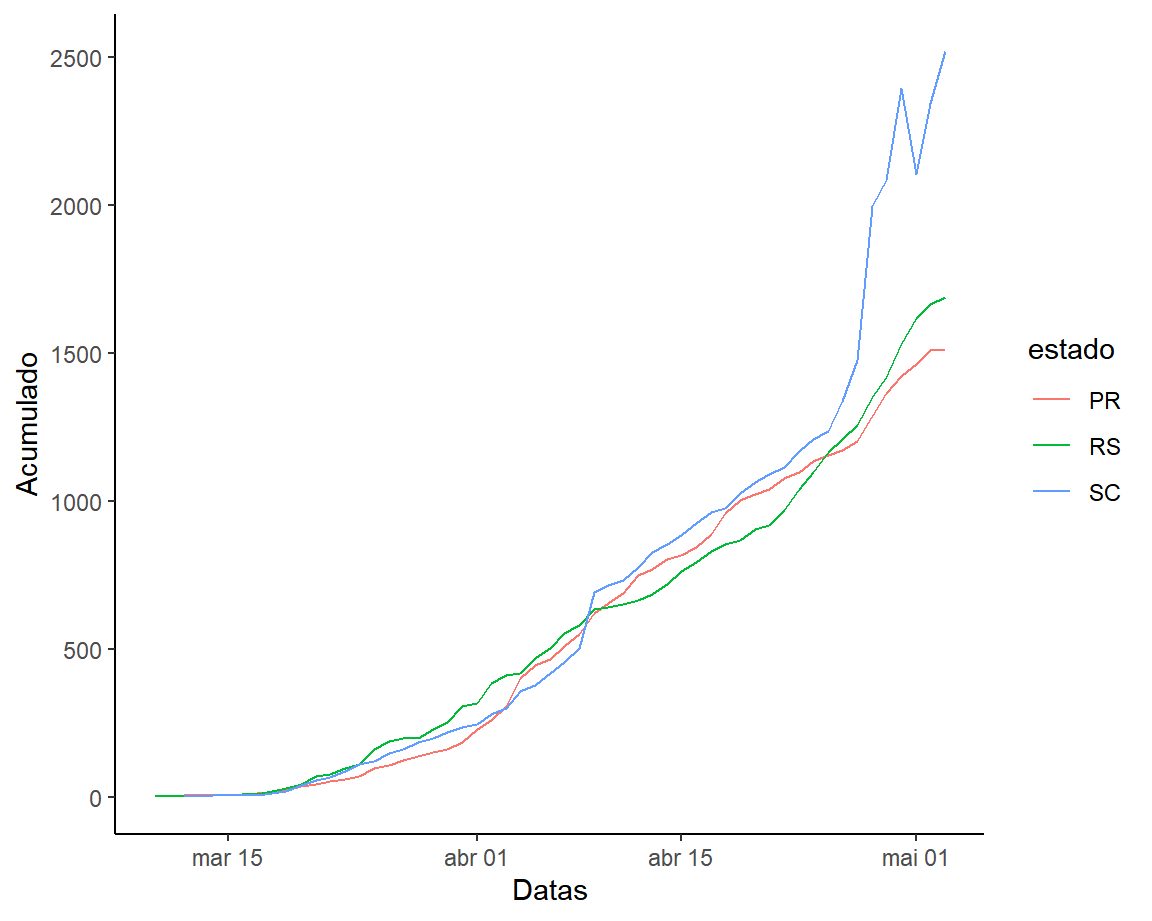 2500
2000
1500
1000
500
0
Acumulado
mar 15
abr 01
abr 15
mai 01
Datas
estado
PR
RS
SC